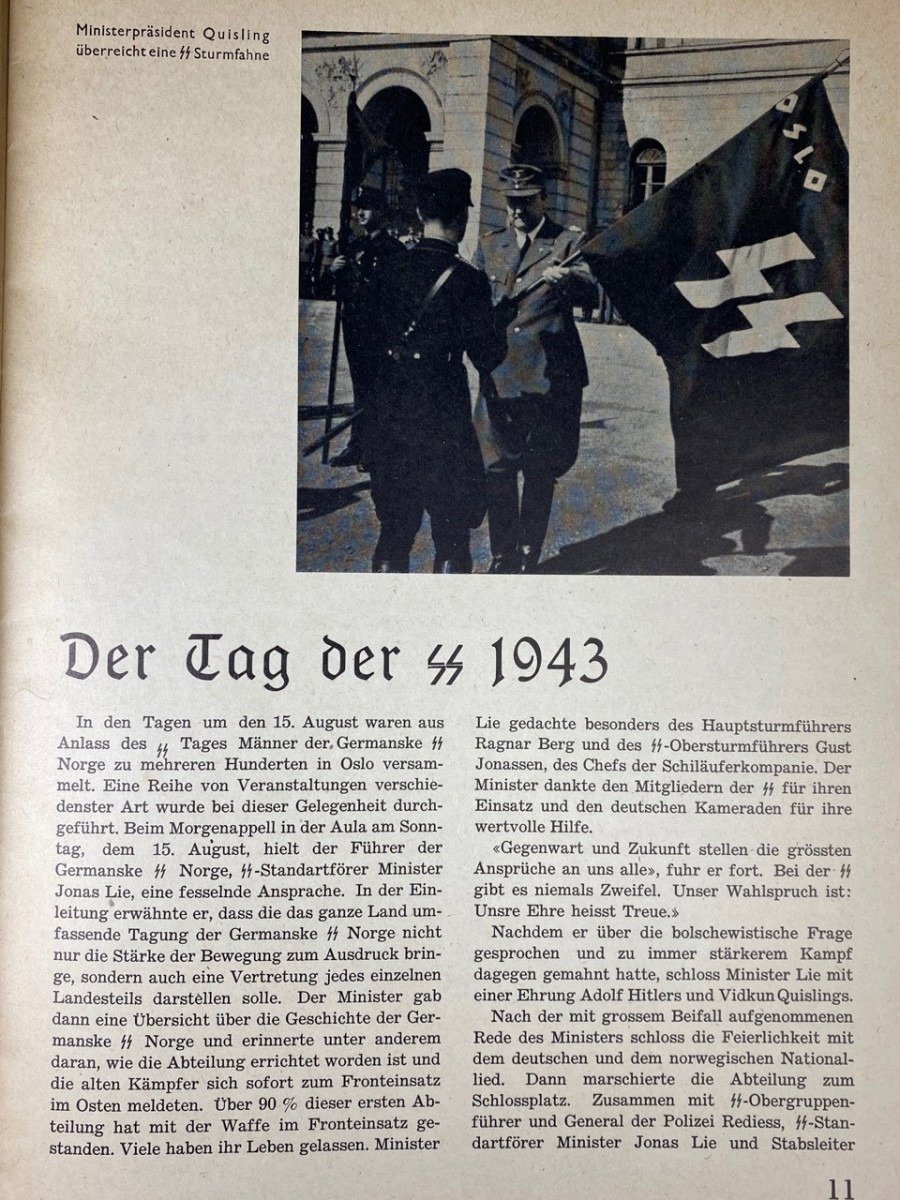 Ministerpräsident Quisling
überreicht eine ᛋᛋ Sturmfahne
OSLO
Der Tag der ᛋᛋ 1943
In den Tagen um den 15. August waren aus
Anlass des ᛋᛋ Tages Männer der Germanske ᛋᛋ
Norge zu mehreren Hunderten in Oslo versam-
melt. Eine Reihe von Veranstaltungen verschie-
denster Art wurde bei dieser Gelegenheit durch-
geführt. Beim Morgenappell in der Aula am Sonn-
tag, dem 15. August, hielt der Führer der
Germanske ᛋᛋ Norge, ᛋᛋ-Standartförer Minister
Jonas Lie, eine fesselnde Ansprache. In der Ein-
leitung erwähnte er, dass die das ganze Land um-
fassende Tagung der Germanske ᛋᛋ Norge nicht
nur die Stärke der Bewegung zum Ausdruck brin-
ge, sondern auch eine Vertretung jedes einzelnen
Landesteils darstellen solle. Der Minister gab
dann eine Übersicht über die Geschichte der Ger-
manske ᛋᛋ Norge und erinnerte unter anderem
daran, wie die Abteilung errichtet worden ist und
die alten Kämpfer sich sofort zum Fronteinsatz
im Osten meldeten. Über 90 % dieser ersten Ab-
teilung hat mit der Waffe im Fronteinsatz ge-
standen. Viele haben ihr Leben gelassen. Minister
Lie gedachte besonders des Hauptsturmführers
Ragnar Berg und des ᛋᛋ-Obersturmführers Gust
Jonassen, des Chefs der Schiläuferkompanie. Der
Minister dankte den Mitgliedern der ᛋᛋ für ihren
Einsatz und den deutschen Kameraden für ihre
wertvolle Hilfe.
«Gegenwart und Zukunft stellen die grössten
Ansprüche an uns alle», fuhr er fort. Bei der ᛋᛋ
gibt es niemals Zweifel. Unser Wahlspruch ist:
Unsre Ehre heisst Treue.»
Nachdem er über die bolschewistische Frage
gesprochen und zu immer stärkerem Kampf
dagegen gemahnt hatte, schloss Minister Lie mit
einer Ehrung Adolf Hitlers und Vidkun Quislings.
Nach der mit grossem Beifall aufgenommenen
Rede des Ministers schloss die Feierlichkeit mit
dem deutschen und dem norwegischen National-
lied. Dann marschierte die Abteilung zum
Schlossplatz. Zusammen mit ᛋᛋ-Obergruppen-
führer und General der Polizei Rediess, ᛋᛋ-Stan-
dartförer Minister Jonas Lie und Stabsleiter
11